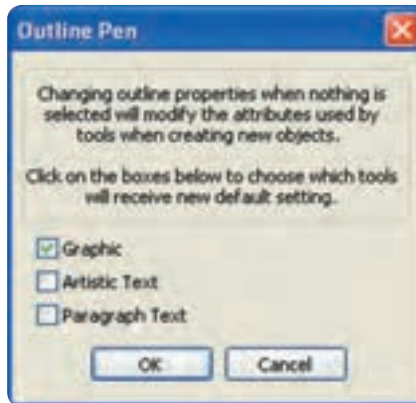 Outline Pen
Changing outline properties when nothing is
selected will modify the attributes used by
tools when creating new objects.
Click on the boxes below to choose which tools
will receive new default setting.
Graphic
Artistic Text
Paragraph Text
OK
Cancel